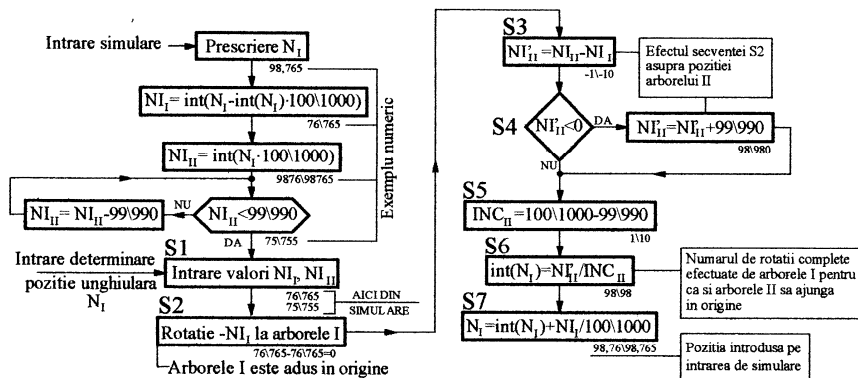 Intrare simulare
Prescriere N_I
98,765
NI_I= int(N_I-int(N_I)·100\1000)
76\765
NI_II= int(N_I·100\1000)
9876\98765
Exemplu numeric
NI_II= NI_II-99\990
NU
NI_II<99\990
DA
75\755
S1
Intrare determinare
pozitie unghiulara
N_I
Intrare valori NI_I, NI_II
76\765
75\755
AICI DIN
SIMULARE
S2
Rotatie -NI_I la arborele I
76\765-76\765=0
Arborele I este adus in origine
S3
NI'_II=NI_II-NI_I
-1\-10
Efectul secventei S2
asupra pozitiei
arborelui II
S4
NI'_II<0
DA
NI'_II=NI'_II+99\990
98\980
NU
S5
INC_II=100\1000-99\990
1\10
S6
int(N_I)=NI'_II/INC_II
98\98
Numarul de rotatii complete
efectuate de arborele I pentru
ca si arborele II sa ajunga
in origine
S7
N_I=int(N_I)+NI_I/100\1000
98,76\98,765
Pozitia introdusa pe
intrarea de simulare